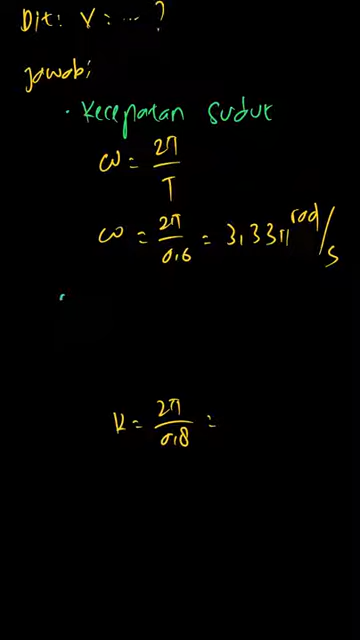 Dit: V = ... ?
Jawab:
• Kecepatan sudut
ω = 2π/T
ω = 2π/0,6 = 3,33π rad/s
K = 2π/0,8 =